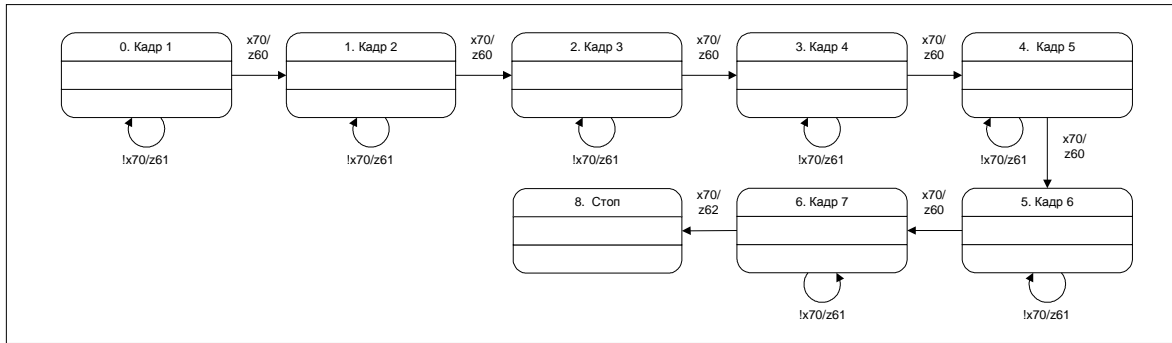 0. Кадр 1
x70/
z60
1. Кадр 2
x70/
z60
2. Кадр 3
x70/
z60
3. Кадр 4
x70/
z60
4. Кадр 5
!x70/z61
!x70/z61
!x70/z61
!x70/z61
!x70/z61
x70/
z60
8. Стоп
x70/
z62
6. Кадр 7
x70/
z60
5. Кадр 6
!x70/z61
!x70/z61